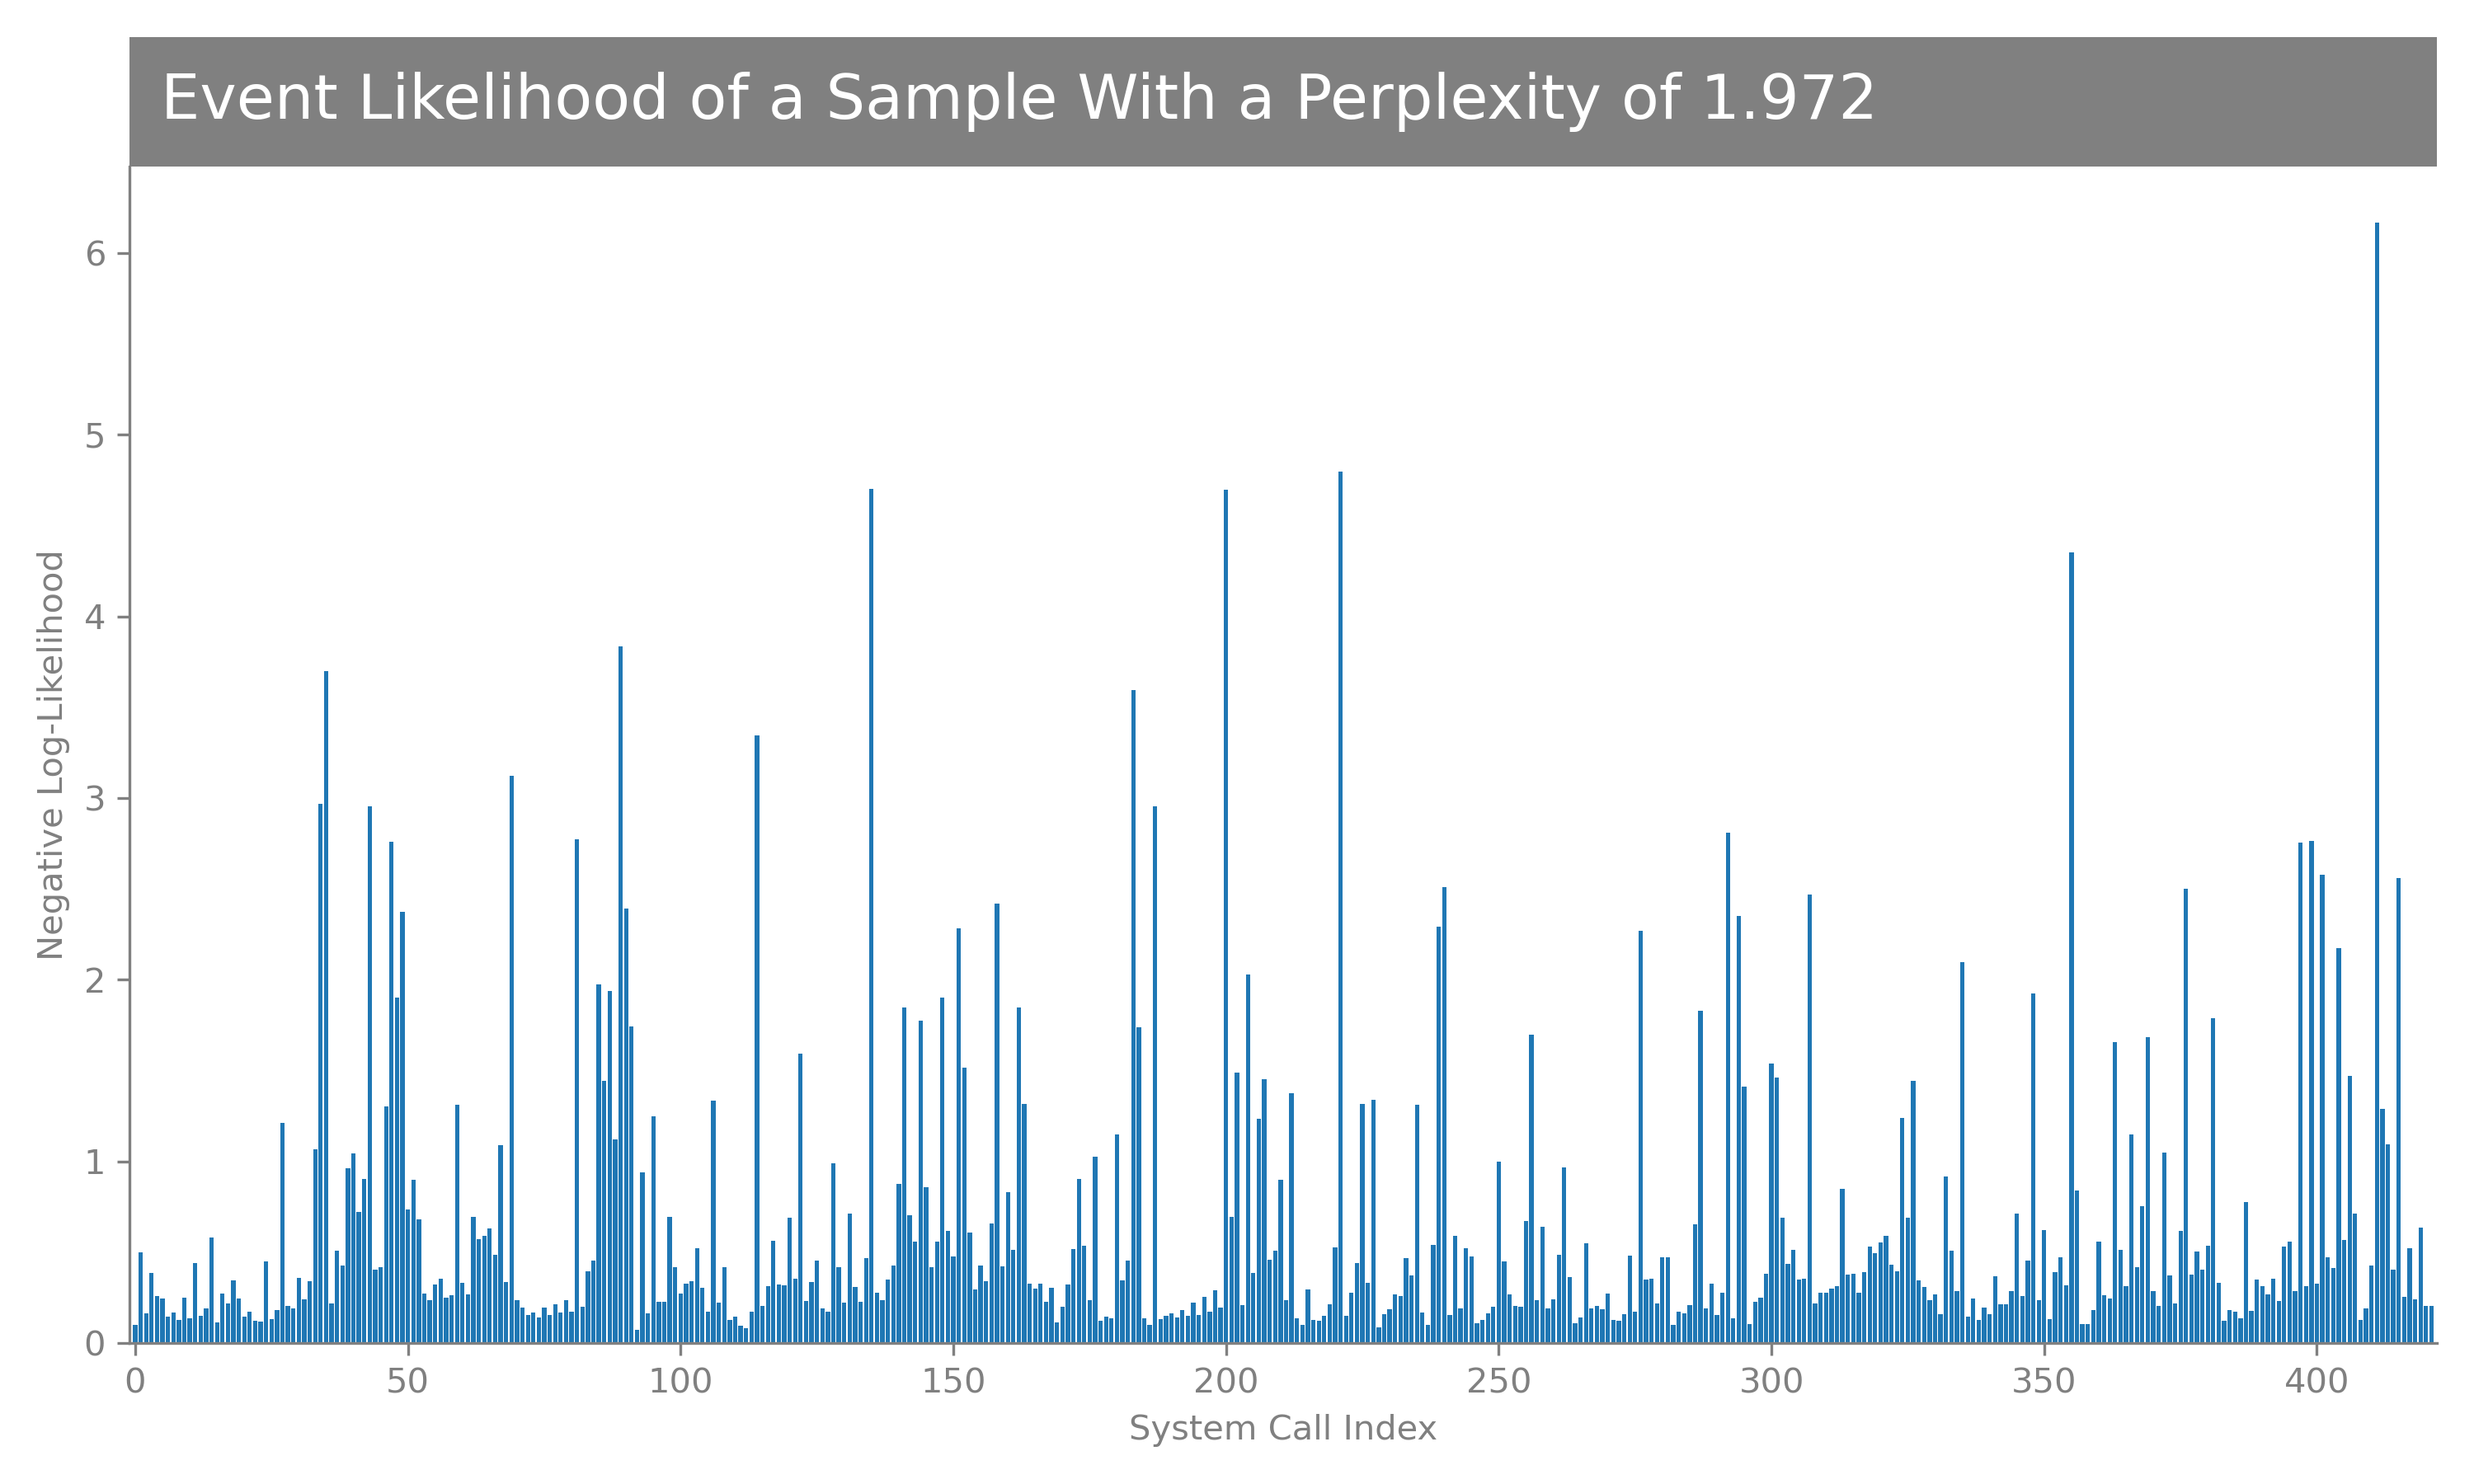 Event Likelihood of a Sample With a Perplexity of 1.972
6
5
4
3
2
1
0
Negative Log-Likelihood
0 50 100 150 200 250 300 350 400
System Call Index